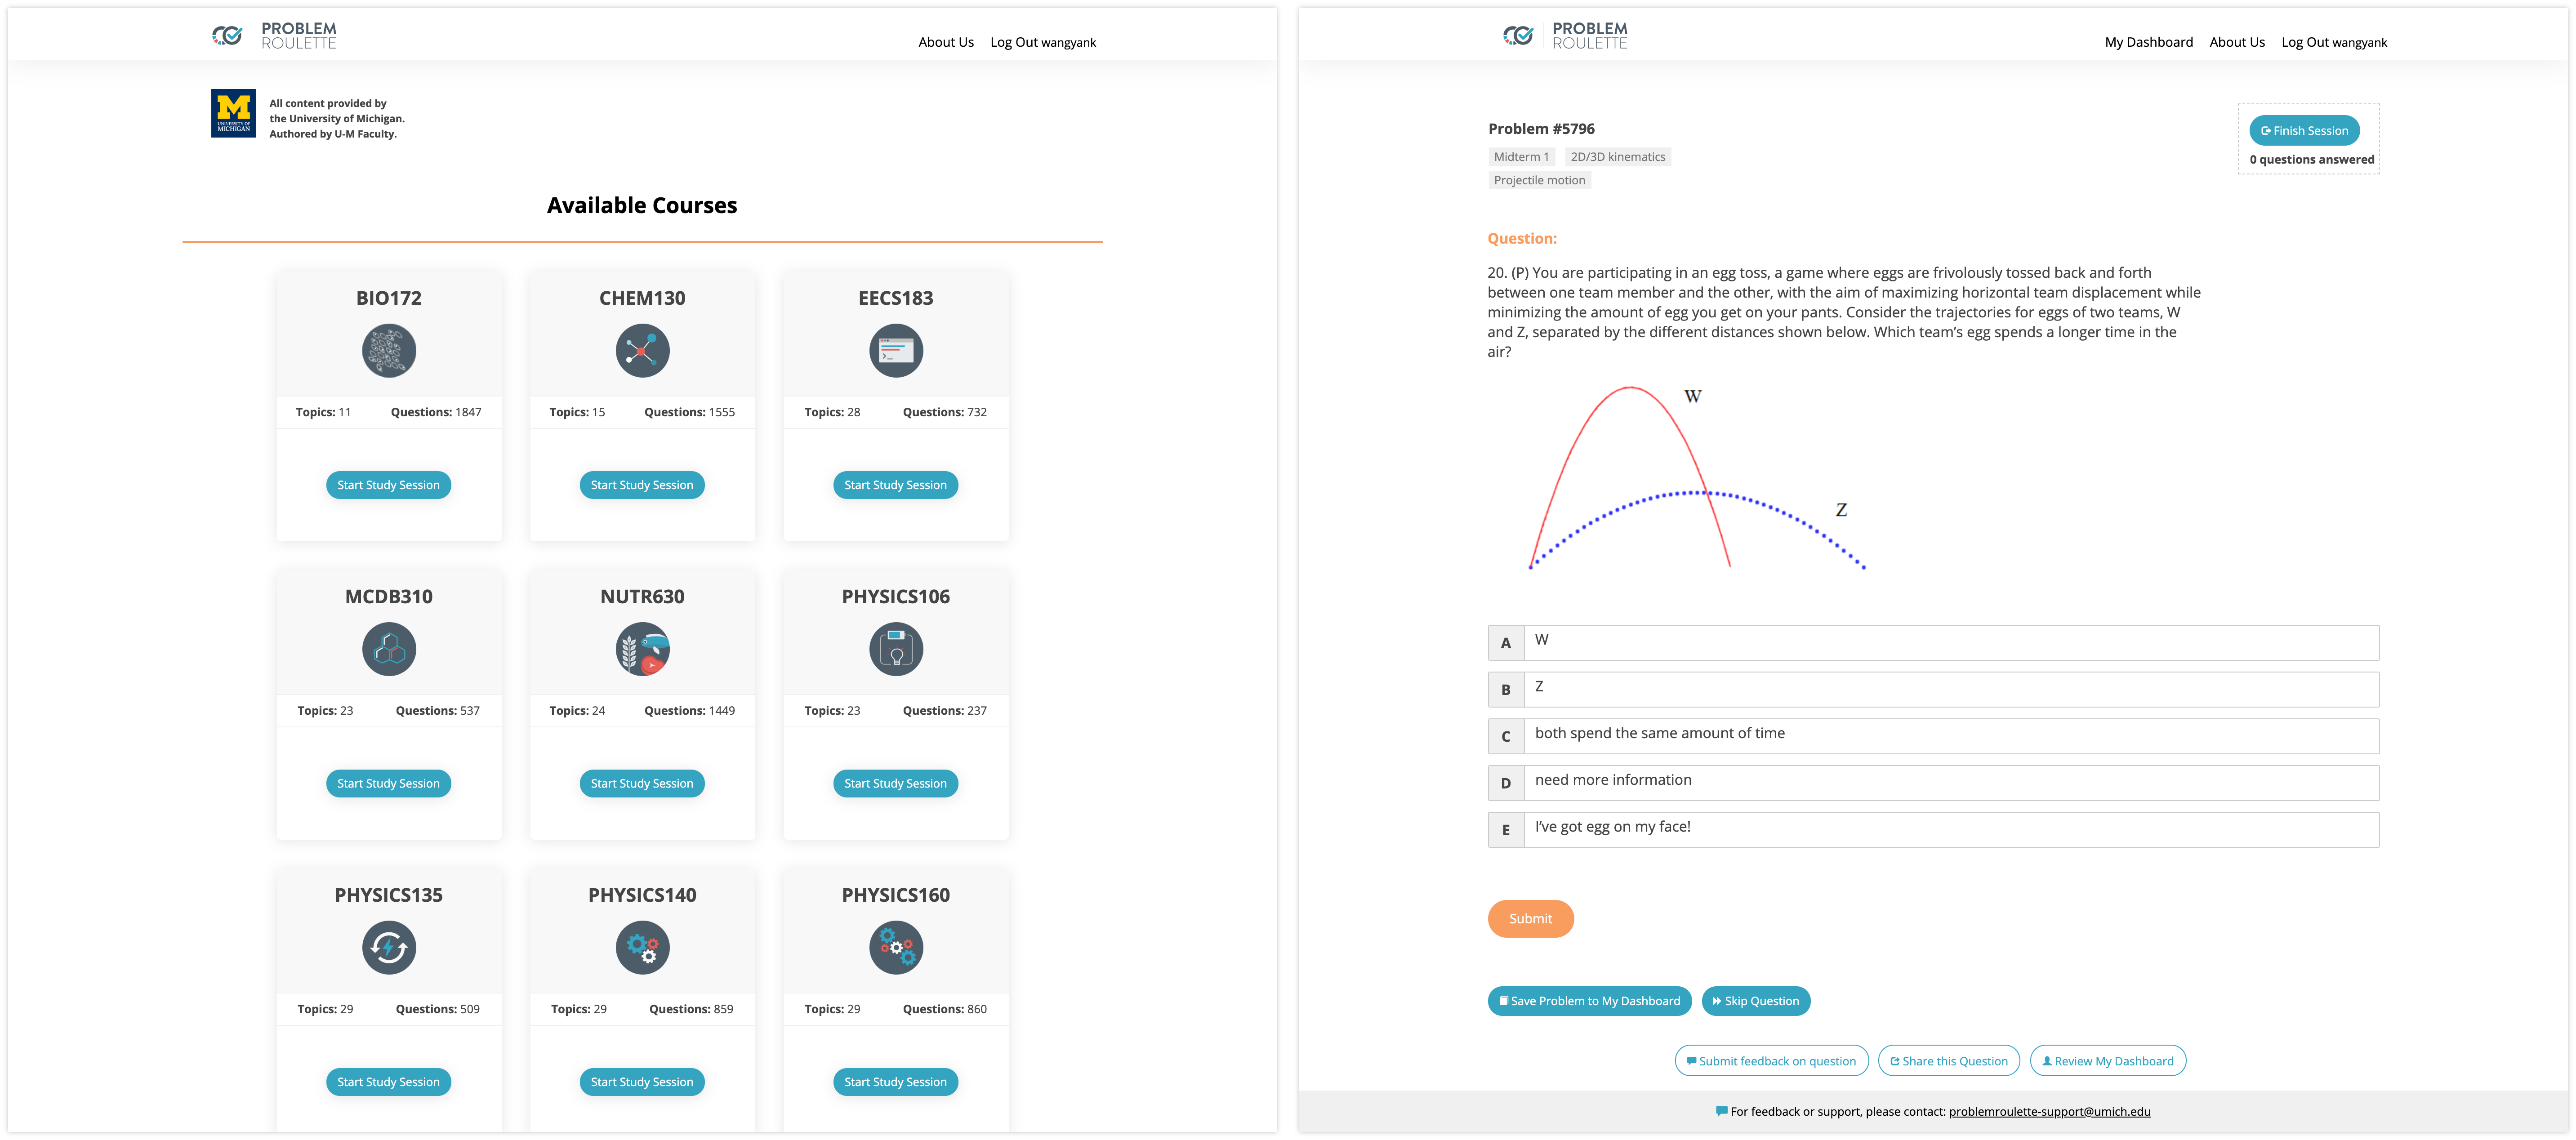 PROBLEM
ROULETTE
About Us Log Out wangyank
M
UNIVERSITY OF
MICHIGAN
All content provided by
the University of Michigan.
Authored by U-M Faculty.
Available Courses
BIO172
Topics: 11 Questions: 1847
Start Study Session
CHEM130
Topics: 15 Questions: 1555
Start Study Session
EECS183
Topics: 28 Questions: 732
Start Study Session
MCDB310
Topics: 23 Questions: 537
Start Study Session
NUTR630
Topics: 24 Questions: 1449
Start Study Session
PHYSICS106
Topics: 23 Questions: 237
Start Study Session
PHYSICS135
Topics: 29 Questions: 509
Start Study Session
PHYSICS140
Topics: 29 Questions: 859
Start Study Session
PHYSICS160
Topics: 29 Questions: 860
Start Study Session
PROBLEM
ROULETTE
My Dashboard About Us Log Out wangyank
Problem #5796
Midterm 1 2D/3D kinematics
Projectile motion
Finish Session
0 questions answered
Question:
20. (P) You are participating in an egg toss, a game where eggs are frivolously tossed back and forth
between one team member and the other, with the aim of maximizing horizontal team displacement while
minimizing the amount of egg you get on your pants. Consider the trajectories for eggs of two teams, W
and Z, separated by the different distances shown below. Which team's egg spends a longer time in the
air?
W
Z
A W
B Z
C both spend the same amount of time
D need more information
E I've got egg on my face!
Submit
Save Problem to My Dashboard Skip Question
Submit feedback on question Share this Question Review My Dashboard
For feedback or support, please contact: problemroulette-support@umich.edu